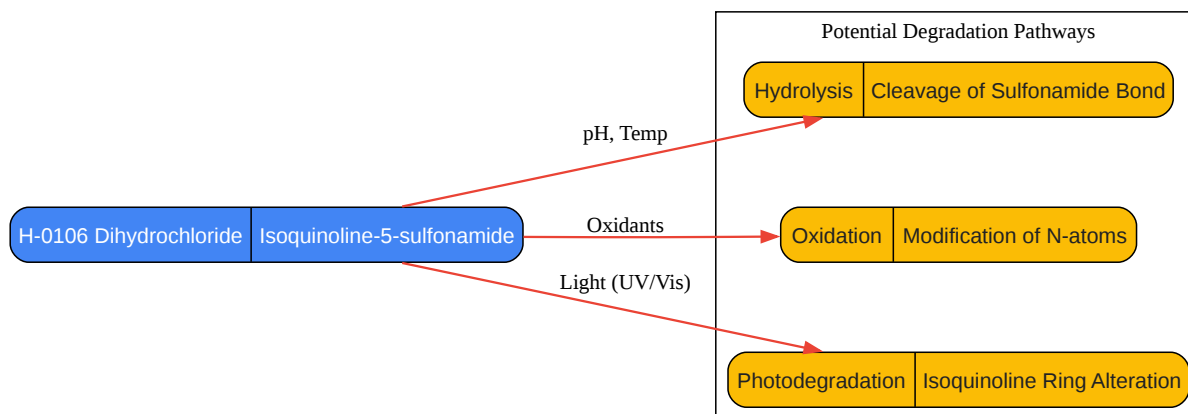 Potential Degradation Pathways
Hydrolysis
Cleavage of Sulfonamide Bond
pH, Temp
H-0106 Dihydrochloride
Isoquinoline-5-sulfonamide
Oxidants
Oxidation
Modification of N-atoms
Light (UV/Vis)
Photodegradation
Isoquinoline Ring Alteration